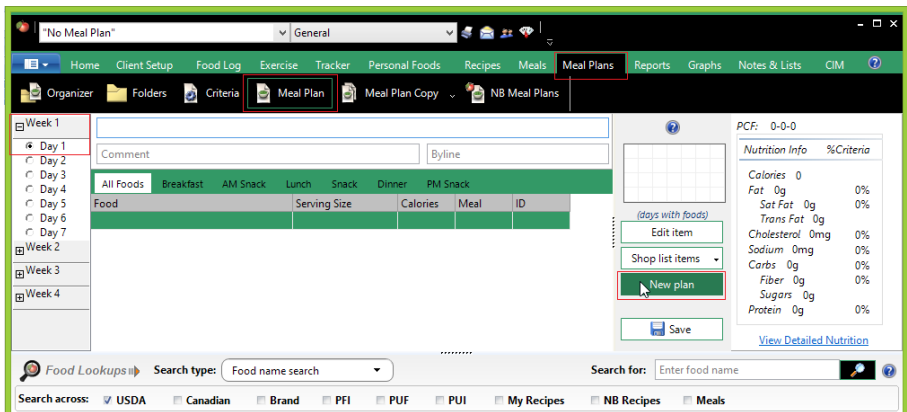 "No Meal Plan" General
Home Client Setup Food Log Exercise Tracker Personal Foods Recipes Meals Meal Plans Reports Graphs Notes & Lists CIM ?
Organizer Folders Criteria Meal Plan Meal Plan Copy NB Meal Plans
Week 1
Day 1
Day 2
Day 3
Day 4
Day 5
Day 6
Day 7
Week 2
Week 3
Week 4
Comment Byline
All Foods Breakfast AM Snack Lunch Snack Dinner PM Snack
Food Serving Size Calories Meal ID
?
(days with foods)
Edit item
Shop list items
New plan
Save
PCF: 0-0-0
Nutrition Info %Criteria
Calories 0
Fat 0g 0%
Sat Fat 0g 0%
Trans Fat 0g
Cholesterol 0mg 0%
Sodium 0mg 0%
Carbs 0g 0%
Fiber 0g 0%
Sugars 0g
Protein 0g 0%
View Detailed Nutrition
Food Lookups Search type: Food name search Search for: Enter food name ?
Search across: USDA Canadian Brand PFI PUF PUI My Recipes NB Recipes Meals